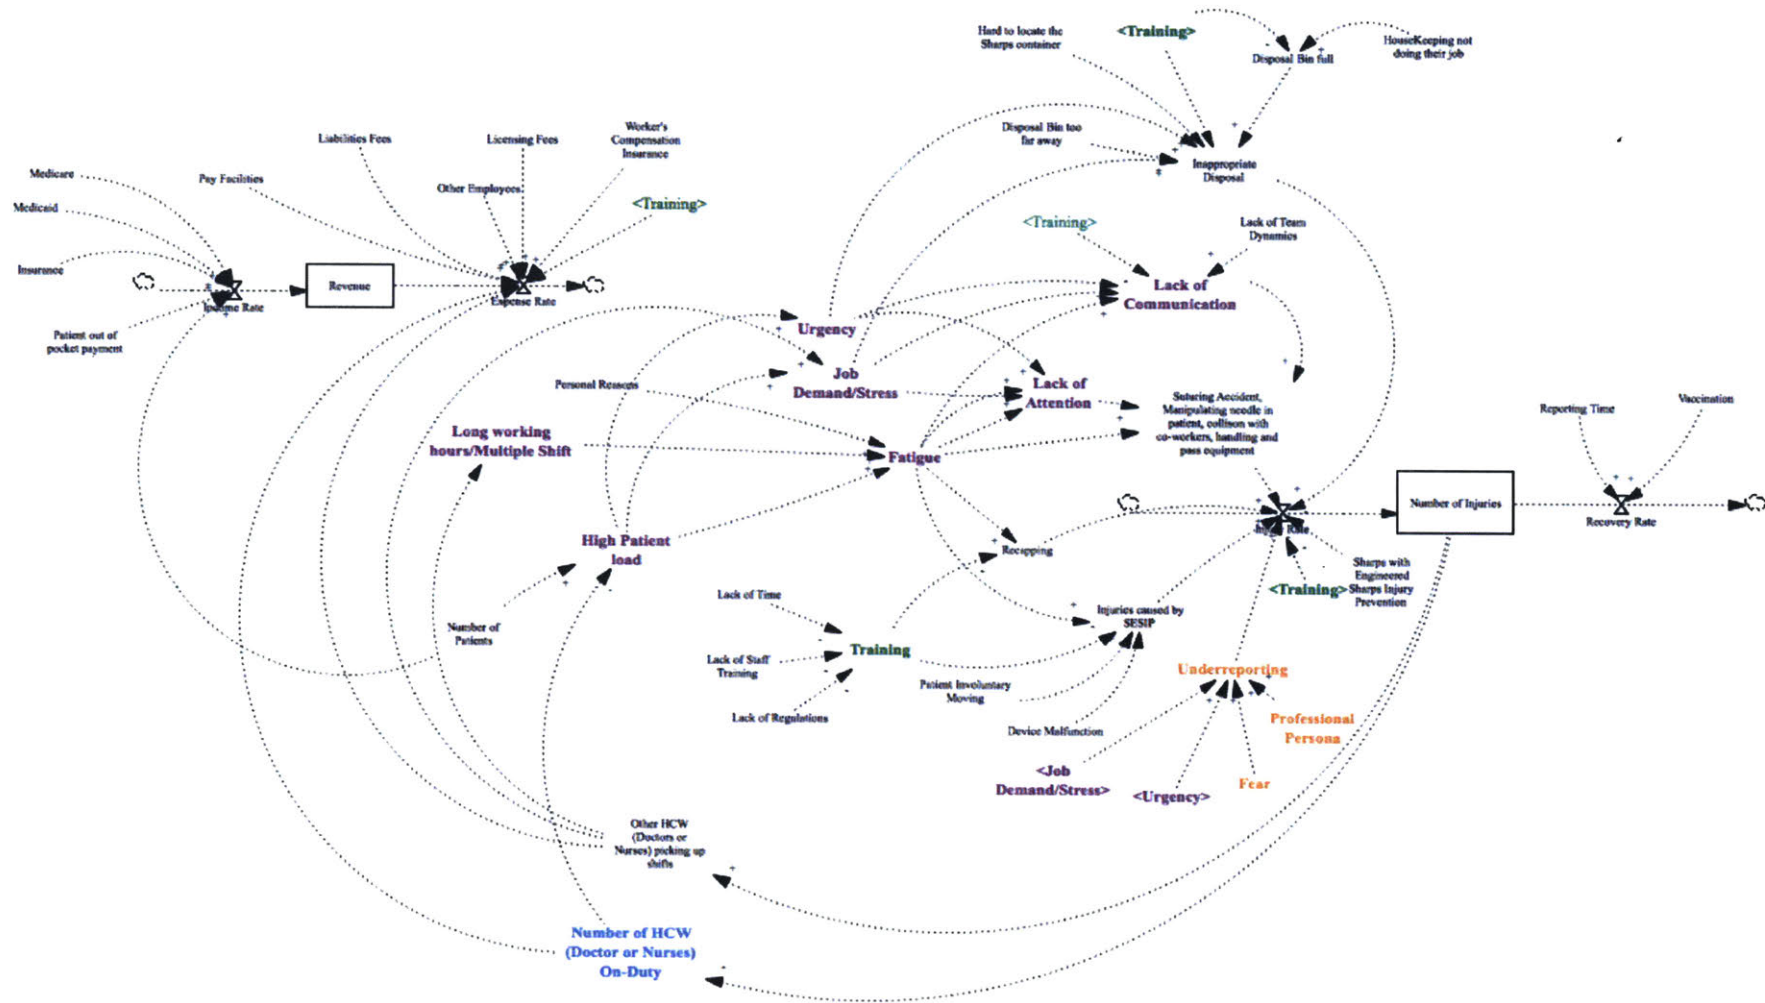 Hard to locate the
Sharps container
<Training>
Disposal Bin full
HouseKeeping not
doing their job
Disposal Bin too
far away
Inappropriate
Disposal
Liabilities Fees
Licensing Fees
Worker's
Compensation
Insurance
Medicare
Pay Facilities
Other Employees
<Training>
Medicaid
Insurance
Revenue
Income Rate
Expense Rate
Patient out of
pocket payment
<Training>
Lack of Team
Dynamics
Lack of
Communication
Urgency
Job
Demand/Stress
Personal Reasons
Lack of
Attention
Suturing Accident,
Manipulating needle in
patient, collison with
co-workers, handling and
pass equipment
Reporting Time
Vaccination
Long working
hours/Multiple Shift
Fatigue
Number of Injuries
Recovery Rate
Rate
High Patient
load
Recapping
Sharps with
Engineered
Sharps Injury
Prevention
<Training>
Lack of Time
Injuries caused by
SESIP
Number of
Patients
Training
Lack of Staff
Training
Underreporting
Patient Involuntary
Moving
Lack of Regulations
Device Malfunction
Professional
Persona
<Job
Demand/Stress>
<Urgency>
Fear
Other HCW
(Doctors or
Nurses) picking up
shifts
Number of HCW
(Doctor or Nurses)
On-Duty